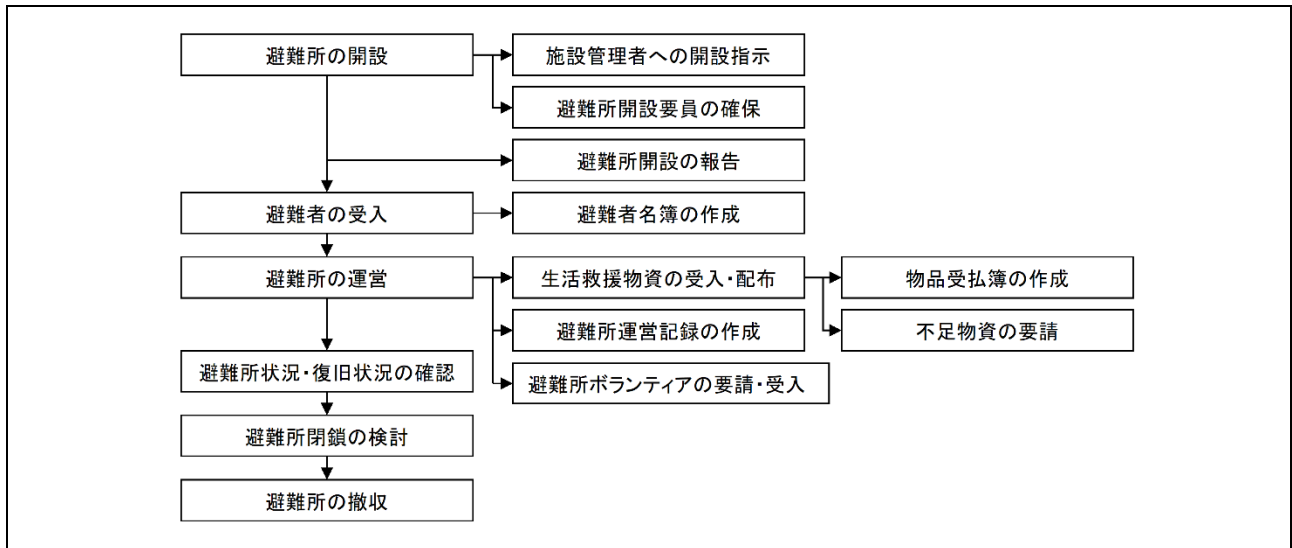 避難所の開設
施設管理者への開設指示
避難所開設要員の確保
避難所開設の報告
避難者の受入
避難者名簿の作成
避難所の運営
生活救援物資の受入・配布
物品受払簿の作成
避難所運営記録の作成
不足物資の要請
避難所状況・復旧状況の確認
避難所ボランティアの要請・受入
避難所閉鎖の検討
避難所の撤収